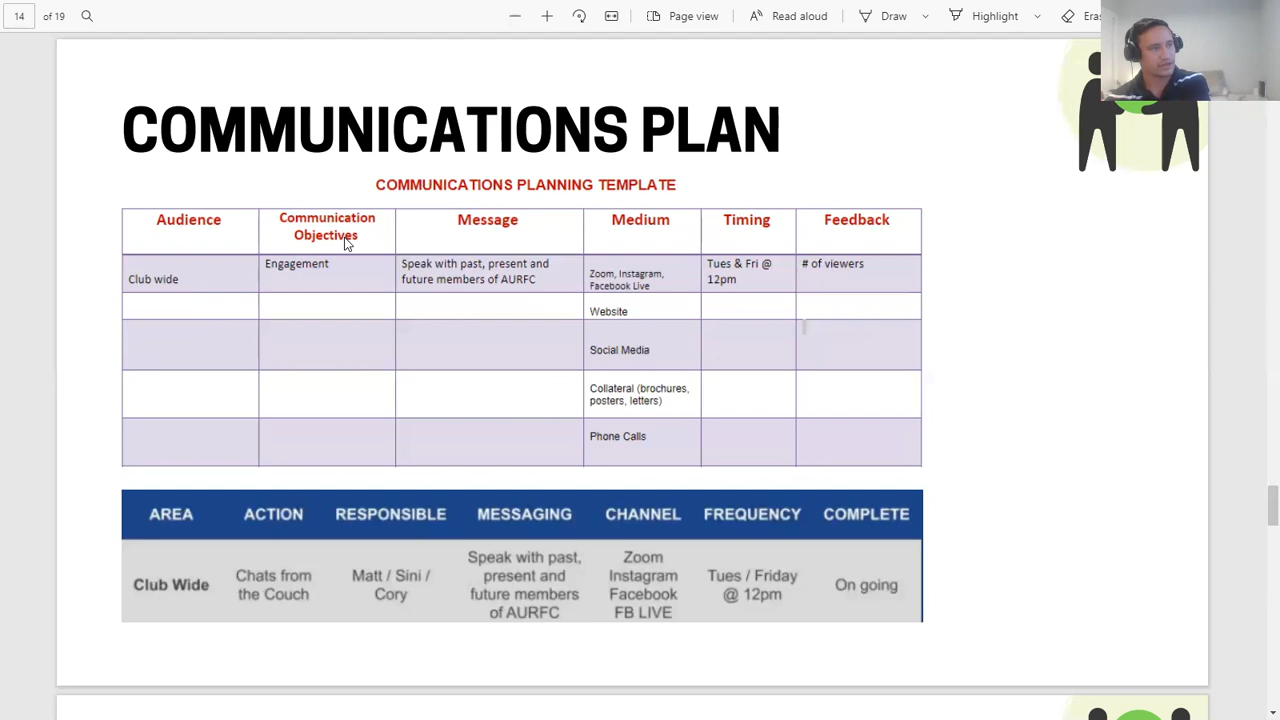 14 of 19 Page view Read aloud Draw Highlight
COMMUNICATIONS PLAN
COMMUNICATIONS PLANNING TEMPLATE
Audience Communication Objectives Message Medium Timing Feedback
Club wide Engagement Speak with past, present and future members of AURFC Zoom, Instagram, Facebook Live Tues & Fri @ 12pm # of viewers
Website
Social Media
Collateral (brochures,
posters, letters)
Phone Calls
AREA ACTION RESPONSIBLE MESSAGING CHANNEL FREQUENCY COMPLETE
Club Wide Chats from the Couch Matt / Sini / Cory Speak with past, present and future members of AURFC Zoom Instagram Facebook FB LIVE Tues / Friday @ 12pm On going